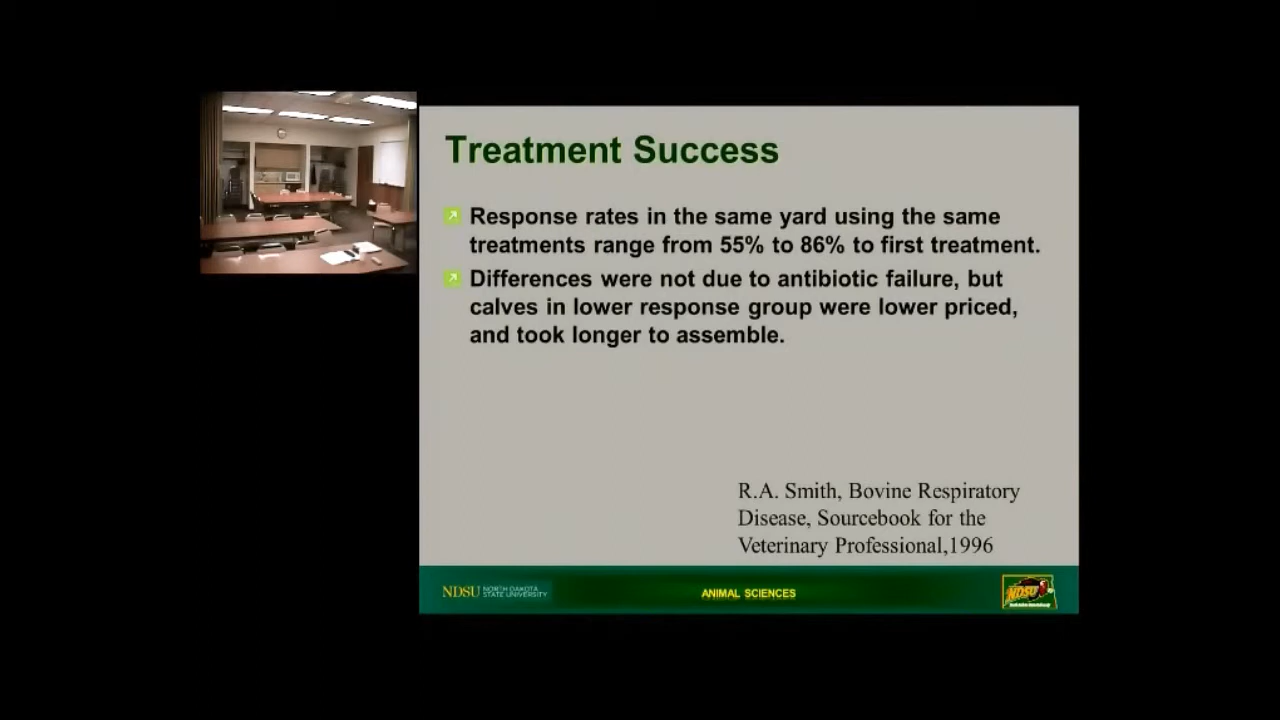 Treatment Success
Response rates in the same yard using the same
treatments range from 55% to 86% to first treatment.
Differences were not due to antibiotic failure, but
calves in lower response group were lower priced,
and took longer to assemble.
R.A. Smith, Bovine Respiratory
Disease, Sourcebook for the
Veterinary Professional,1996
NDSU NORTH DAKOTA
STATE UNIVERSITY
ANIMAL SCIENCES
NDSU